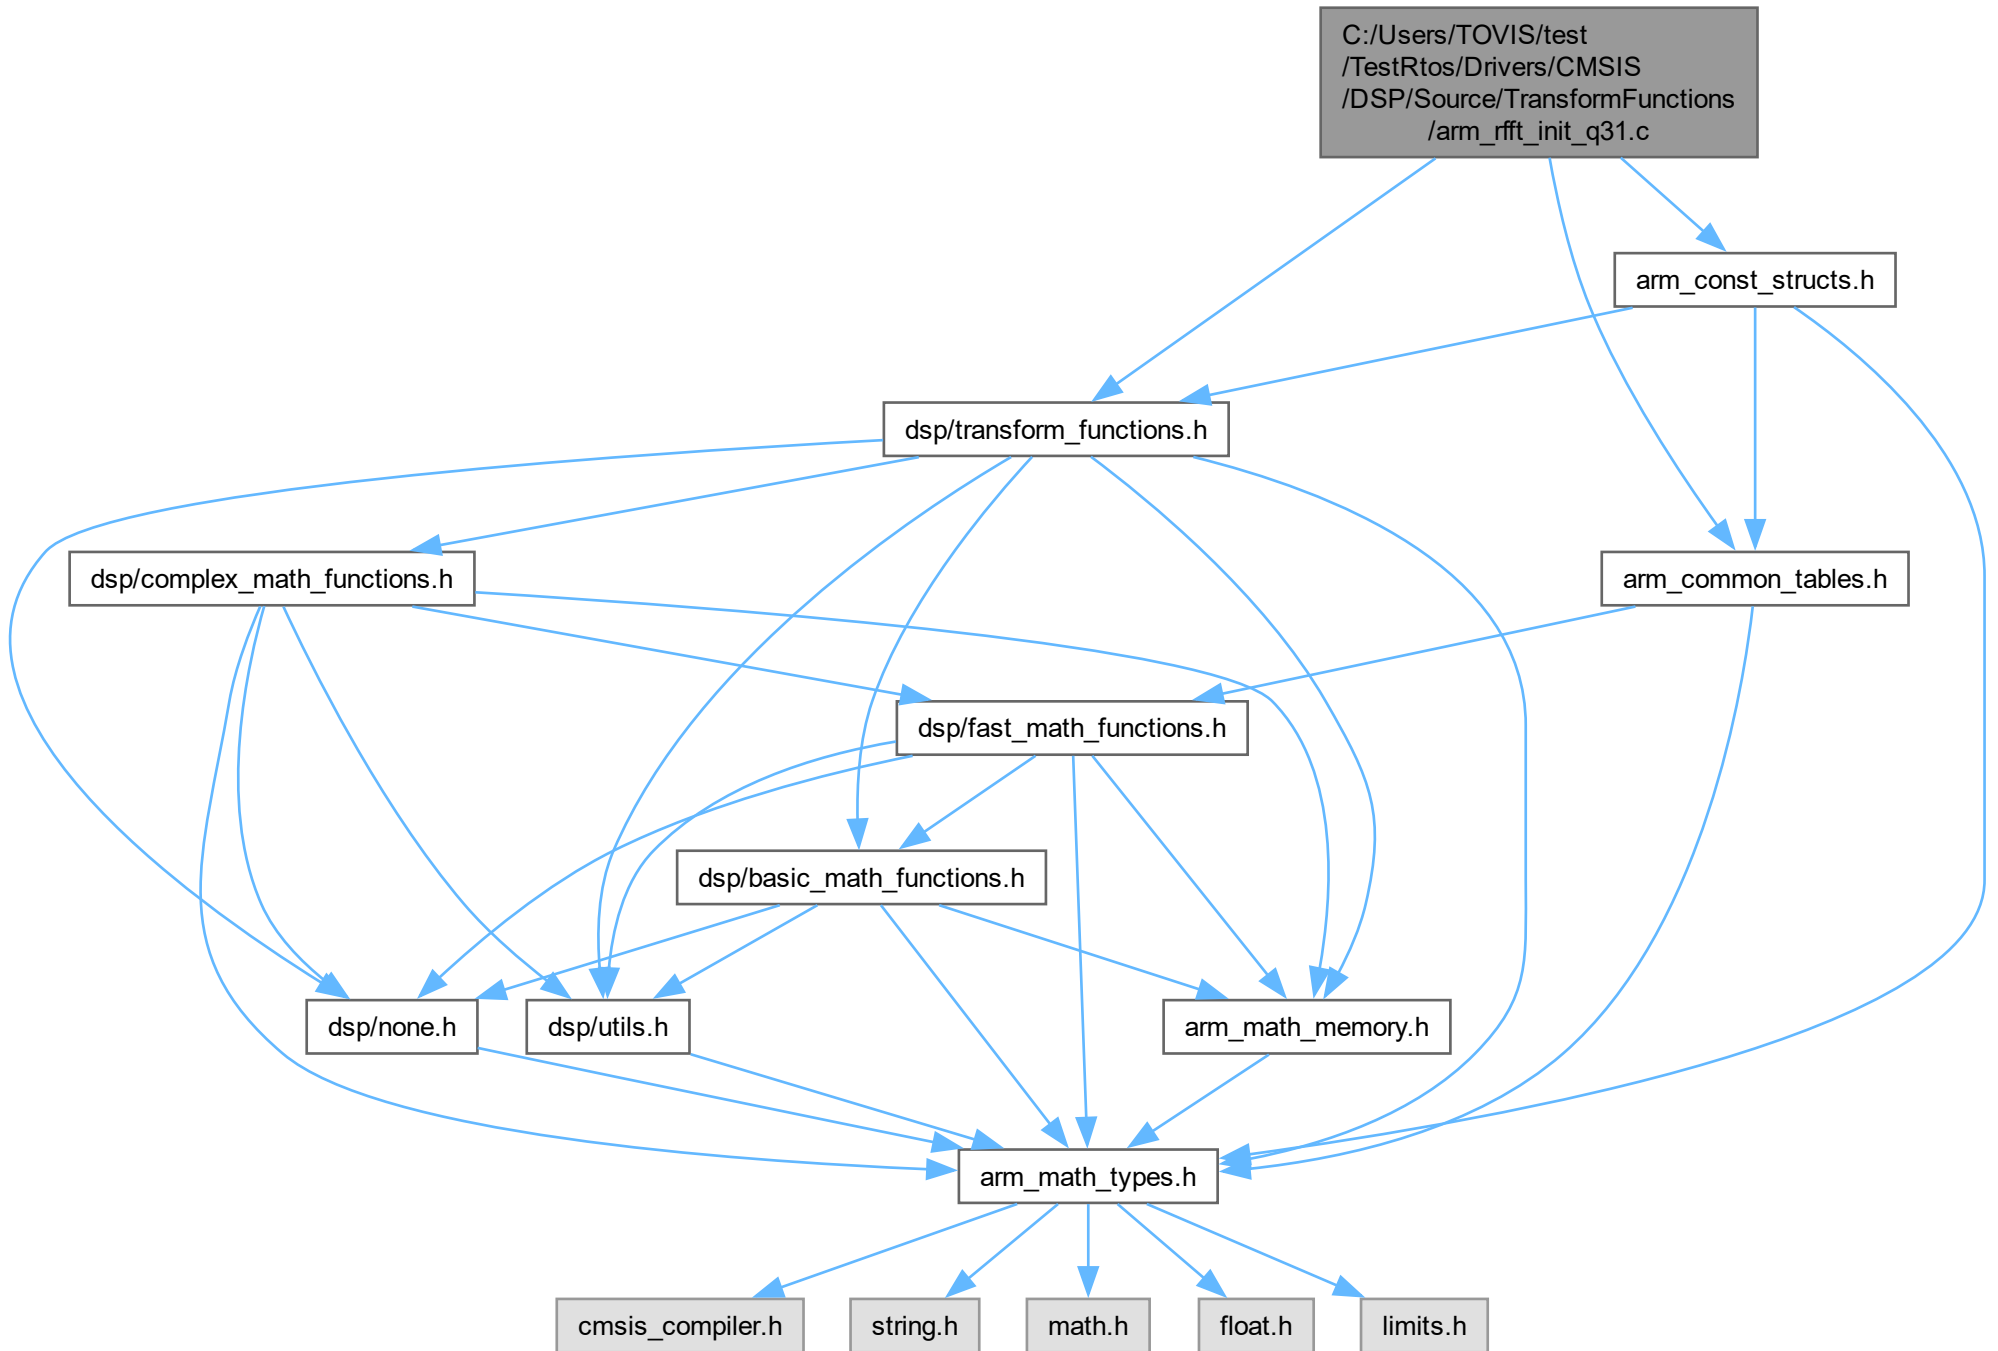 C:/Users/TOVIS/test
/TestRtos/Drivers/CMSIS
/DSP/Source/TransformFunctions
/arm_rfft_init_q31.c
arm_const_structs.h
dsp/transform_functions.h
dsp/complex_math_functions.h
arm_common_tables.h
dsp/fast_math_functions.h
dsp/basic_math_functions.h
dsp/none.h
dsp/utils.h
arm_math_memory.h
arm_math_types.h
cmsis_compiler.h
string.h
math.h
float.h
limits.h